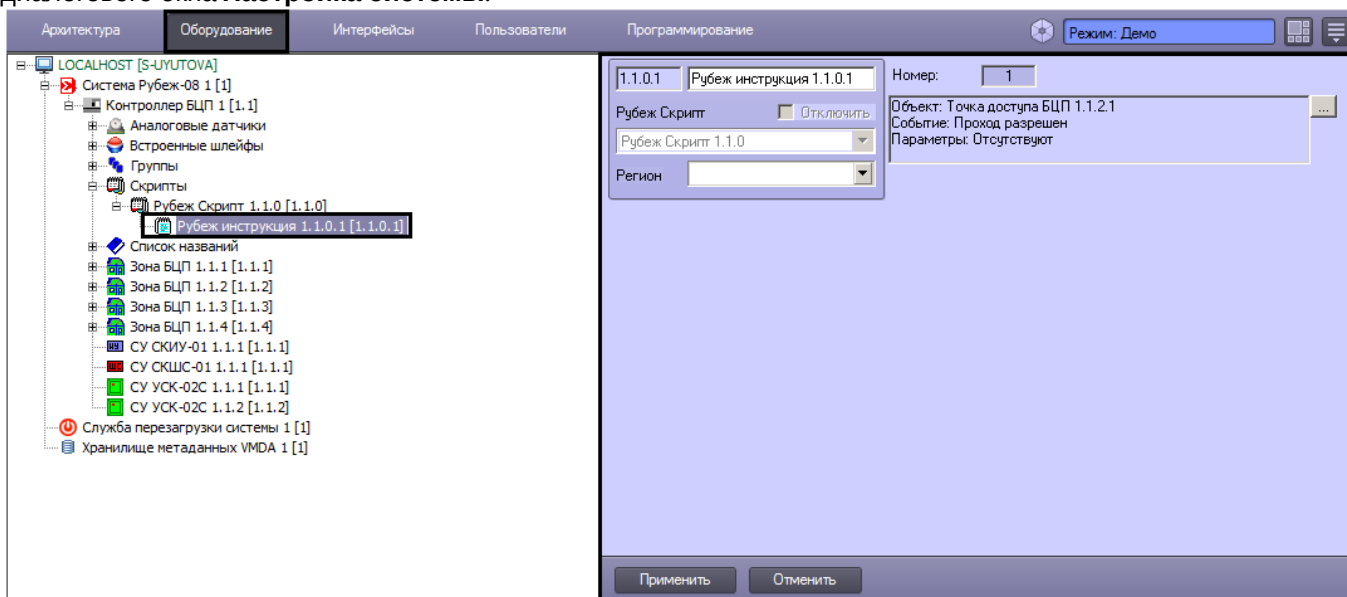 диалогового окна Настройка системы.
Архитектура Оборудование Интерфейсы Пользователи Программирование Режим: Демо
LOCALHOST [S-UYUTOVA]
Система Рубеж-08 1 [1]
Контроллер БЦП 1 [1.1]
Аналоговые датчики
Встроенные шлейфы
Группы
Скрипты
Рубеж Скрипт 1.1.0 [1.1.0]
Рубеж инструкция 1.1.0.1 [1.1.0.1]
Список названий
Зона БЦП 1.1.1 [1.1.1]
Зона БЦП 1.1.2 [1.1.2]
Зона БЦП 1.1.3 [1.1.3]
Зона БЦП 1.1.4 [1.1.4]
СУ СКИУ-01 1.1.1 [1.1.1]
СУ СКШС-01 1.1.1 [1.1.1]
СУ УСК-02С 1.1.1 [1.1.1]
СУ УСК-02С 1.1.2 [1.1.2]
Служба перезагрузки системы 1 [1]
Хранилище метаданных VMDA 1 [1]
1.1.0.1 Рубеж инструкция 1.1.0.1
Рубеж Скрипт Отключить
Рубеж Скрипт 1.1.0
Регион
Номер: 1
Объект: Точка доступа БЦП 1.1.2.1 ...
Событие: Проход разрешен
Параметры: Отсутствуют
Применить Отменить